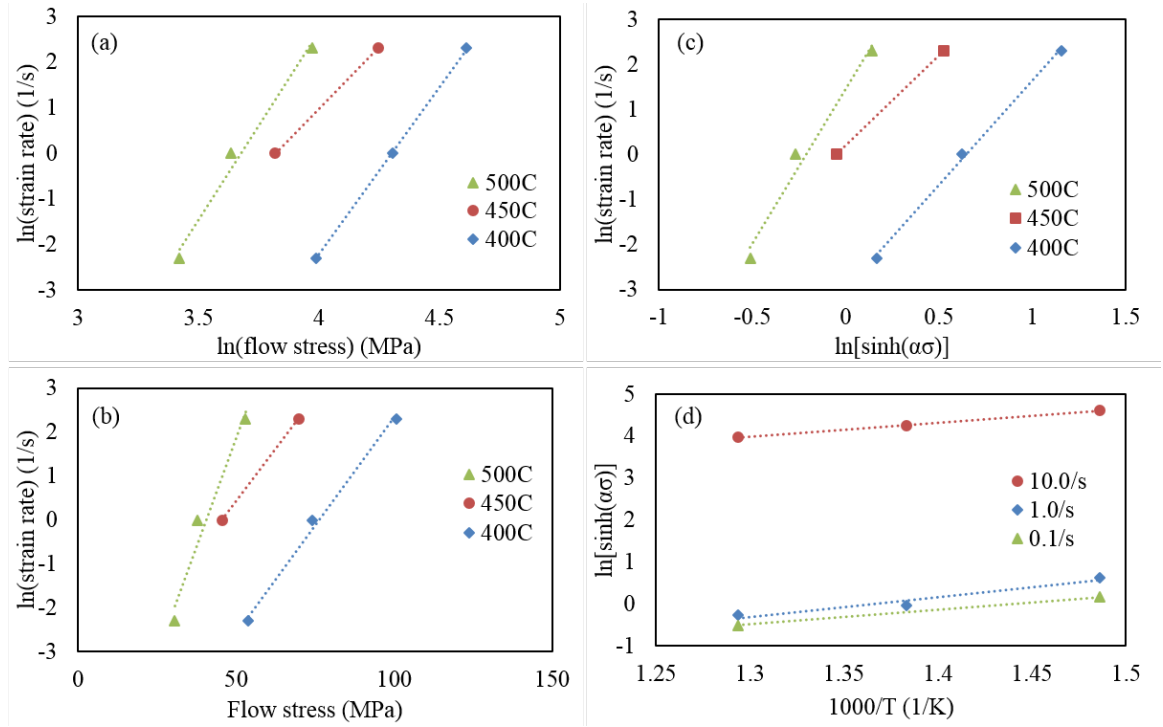 (a)
3
2
1
0
-1
-2
-3
ln(strain rate) (1/s)
500C
450C
400C
3
3.5
4
4.5
5
ln(flow stress) (MPa)
(c)
3
2
1
0
-1
-2
-3
ln(strain rate) (1/s)
500C
450C
400C
-1
-0.5
0
0.5
1
1.5
ln[sinh(ασ)]
(b)
3
2
1
0
-1
-2
-3
ln(strain rate) (1/s)
500C
450C
400C
0
50
100
150
Flow stress (MPa)
(d)
5
4
3
2
1
0
-1
ln[sinh(ασ)]
10.0/s
1.0/s
0.1/s
1.25
1.3
1.35
1.4
1.45
1.5
1000/T (1/K)